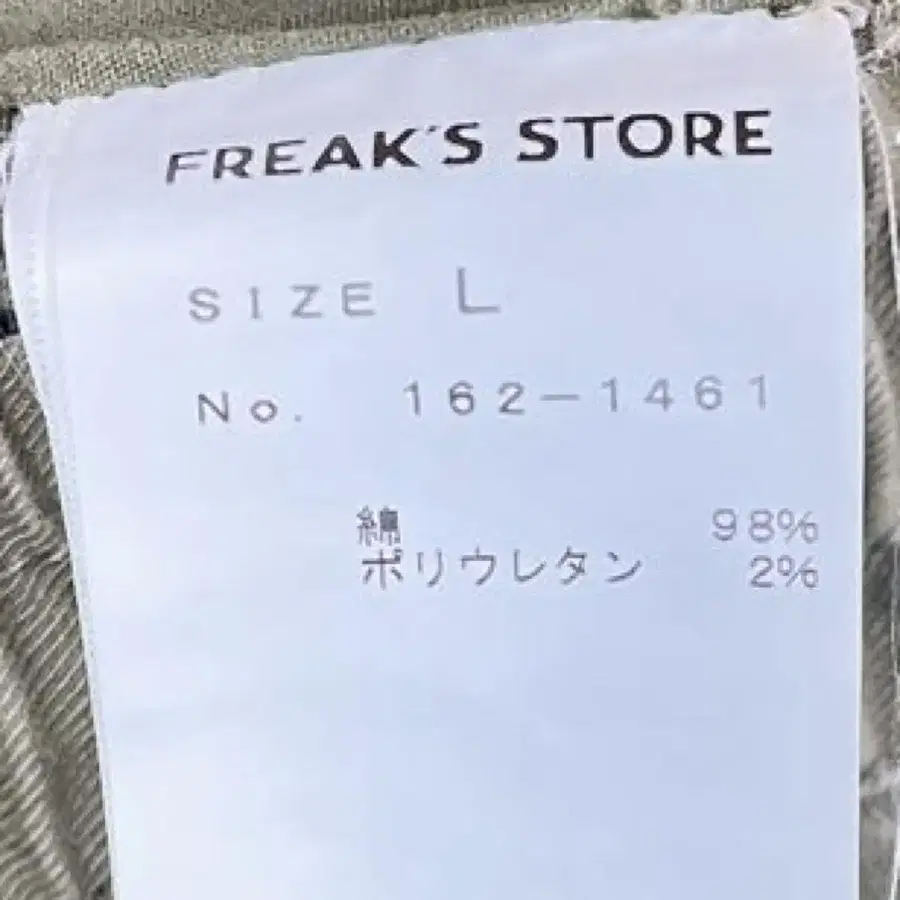 FREAK'S STORE
SIZE L
No. 162-1461
綿 98%
ポリウレタン 2%